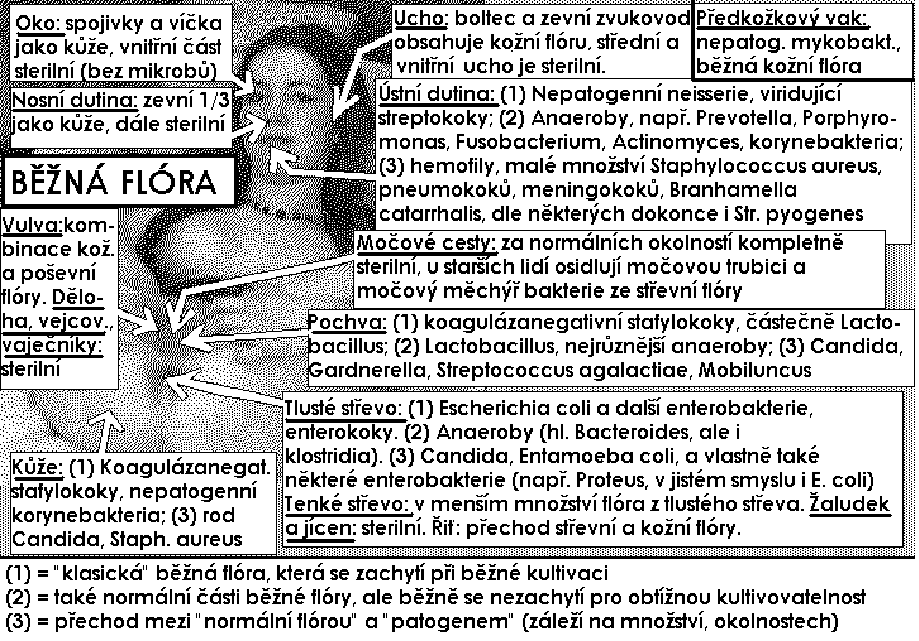 Oko: spojivky a víčka
jako kůže, vnitřní část
sterilní (bez mikrobů)
Ucho: boltec a zevní zvukovod
obsahuje kožní flóru, střední a
vnitřní ucho je sterilní.
Předkožkový vak:
nepatog. mykobakt.,
běžná kožní flóra
Nosní dutina: zevní 1/3
jako kůže, dále sterilní
Ústní dutina: (1) Nepatogenní neisserie, viridující
streptokoky; (2) Anaeroby, např. Prevotella, Porphyro-
monas, Fusobacterium, Actinomyces, korynebakteria;
(3) hemofily, malé množství Staphylococcus aureus,
pneumokoků, meningokoků, Branhamella
catarrhalis, dle některých dokonce i Str. pyogenes
BĚŽNÁ FLÓRA
Vulva:kom-
binace kož.
a poševní
flóry. Dělo-
ha, vejcov.,
vaječníky:
sterilní
Močové cesty: za normálních okolností kompletně
sterilní, u starších lidí osidlují močovou trubici a
močový měchýř bakterie ze střevní flóry
Pochva: (1) koagulázanegativní stafylokoky, částečně Lacto-
bacillus; (2) Lactobacillus, nejrůznější anaeroby; (3) Candida,
Gardnerella, Streptococcus agalactiae, Mobiluncus
Tlusté střevo: (1) Escherichia coli a další enterobakterie,
enterokoky. (2) Anaeroby (hl. Bacteroides, ale i
klostridia). (3) Candida, Entamoeba coli, a vlastně také
některé enterobakterie (např. Proteus, v jistém smyslu i E. coli)
Tenké střevo: v menším množství flóra z tlustého střeva. Žaludek
a jícen: sterilní. Řiť: přechod střevní a kožní flóry.
Kůže: (1) Koagulázanegat.
stafylokoky, nepatogenní
korynebakteria; (3) rod
Candida, Staph. aureus
(1) = "klasická" běžná flóra, která se zachytí při běžné kultivaci
(2) = také normální části běžné flóry, ale běžně se nezachytí pro obtížnou kultivovatelnost
(3) = přechod mezi "normální flórou" a "patogenem" (záleží na množství, okolnostech)